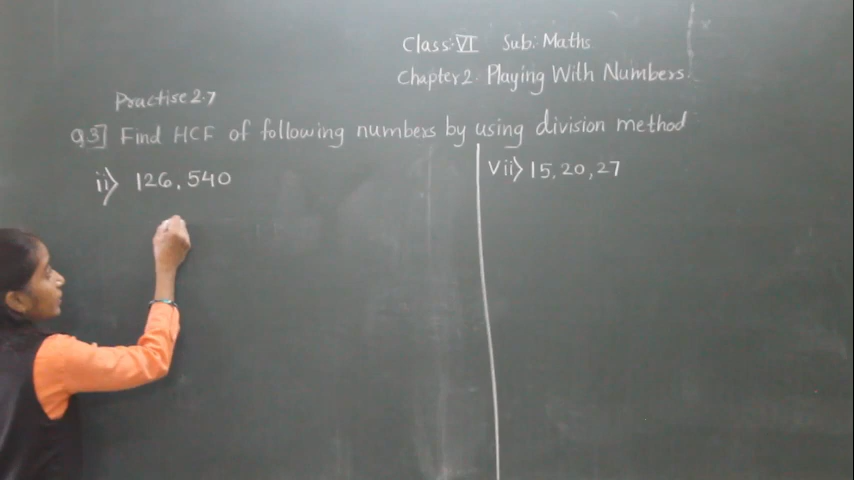 Class: VI Sub: Maths
Chapter 2. Playing With Numbers.
Practise 2.7
Q3] Find HCF of following numbers by using division method
ii) 126, 540
Vii) 15, 20, 27